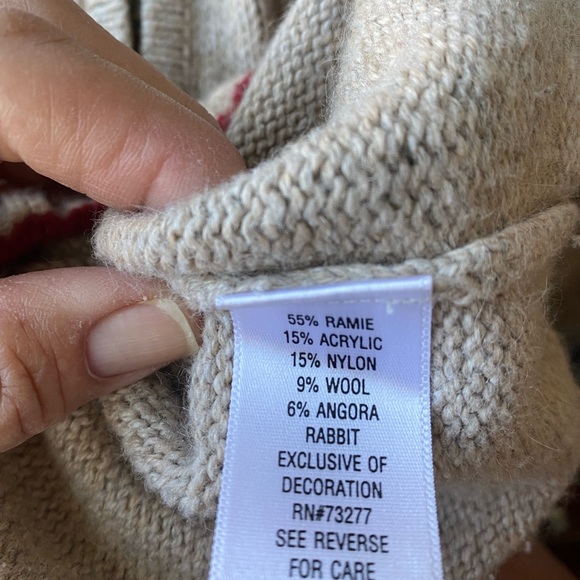 55% RAMIE
15% ACRYLIC
15% NYLON
9% WOOL
6% ANGORA
RABBIT
EXCLUSIVE OF
DECORATION
RN#73277
SEE REVERSE
FOR CARE